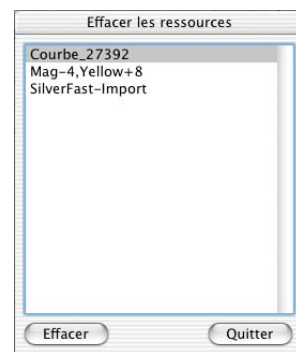 Effacer les ressources
Courbe_27392
Mag-4,Yellow+8
SilverFast-Import
Effacer
Quitter